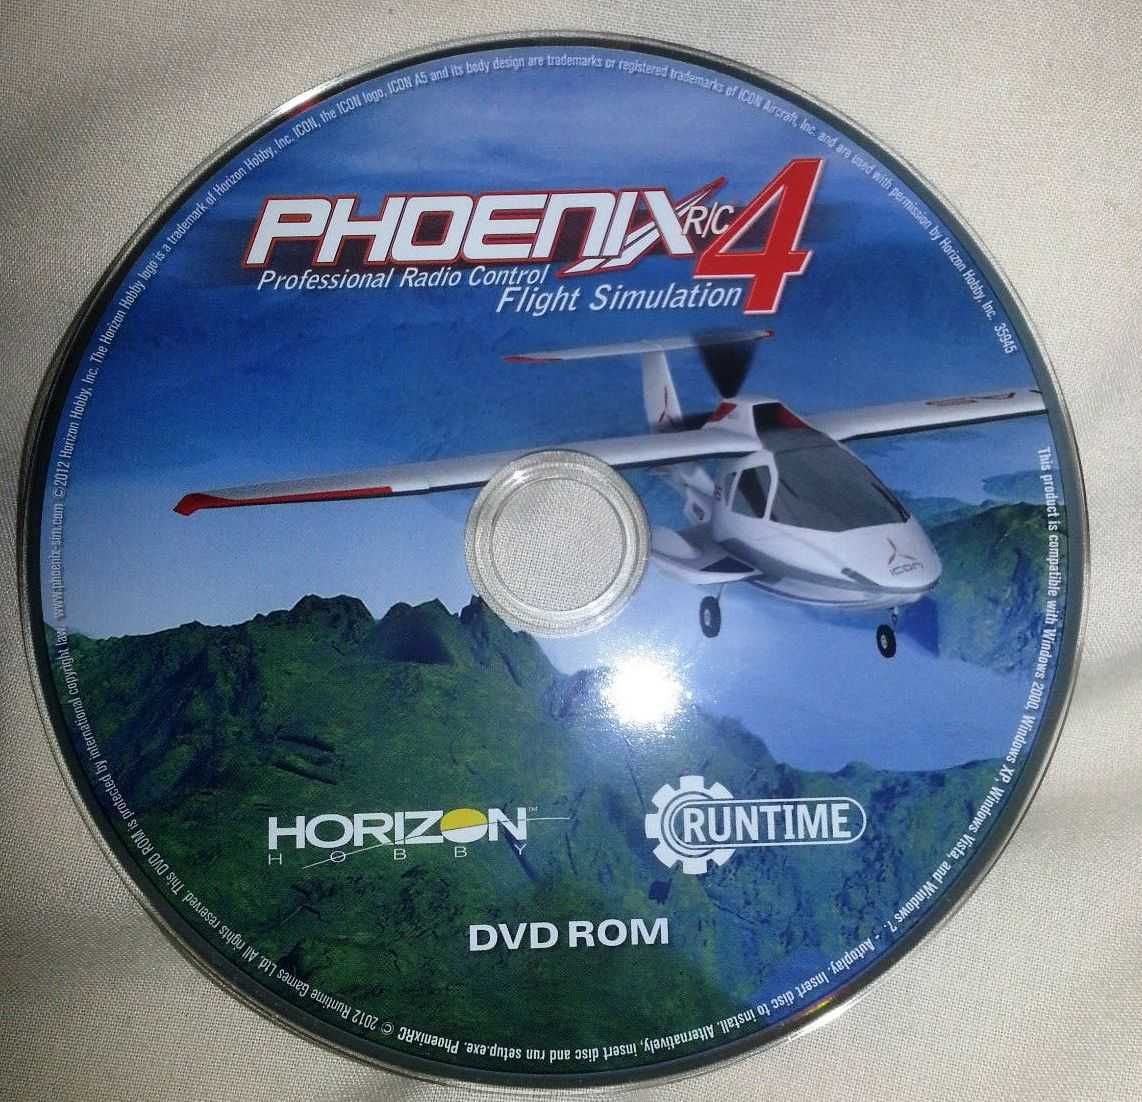 PHOENIX R/C 4
Professional Radio Control
Flight Simulation
ICON
A5
HORIZON™
HOBBY
RUNTIME
DVD ROM
www.phoenix-sim.com ©2012 Horizon Hobby, Inc. The Horizon Hobby logo is a trademark of Horizon Hobby, Inc. ICON, the ICON logo, ICON A5 and its body design are trademarks or registered trademarks of ICON Aircraft, Inc. and are used with permission by Horizon Hobby, Inc. 35945
This product is compatible with Windows 2000, Windows XP, Windows Vista, and Windows 7. - Autoplay, Insert disc to install. Alternatively, insert disc and run setup.exe. PhoenixRC © 2012 Runtime Games Ltd. All rights reserved. This DVD ROM is protected by international copyright law.